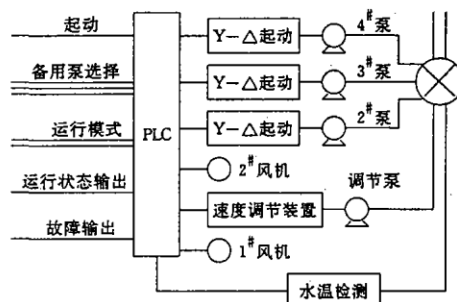 起动 Y-△起动 4#泵
备用泵选择 Y-△起动 3#泵
运行模式 PLC Y-△起动 2#泵
2#风机
运行状态输出 速度调节装置 调节泵
故障输出 1#风机
水温检测